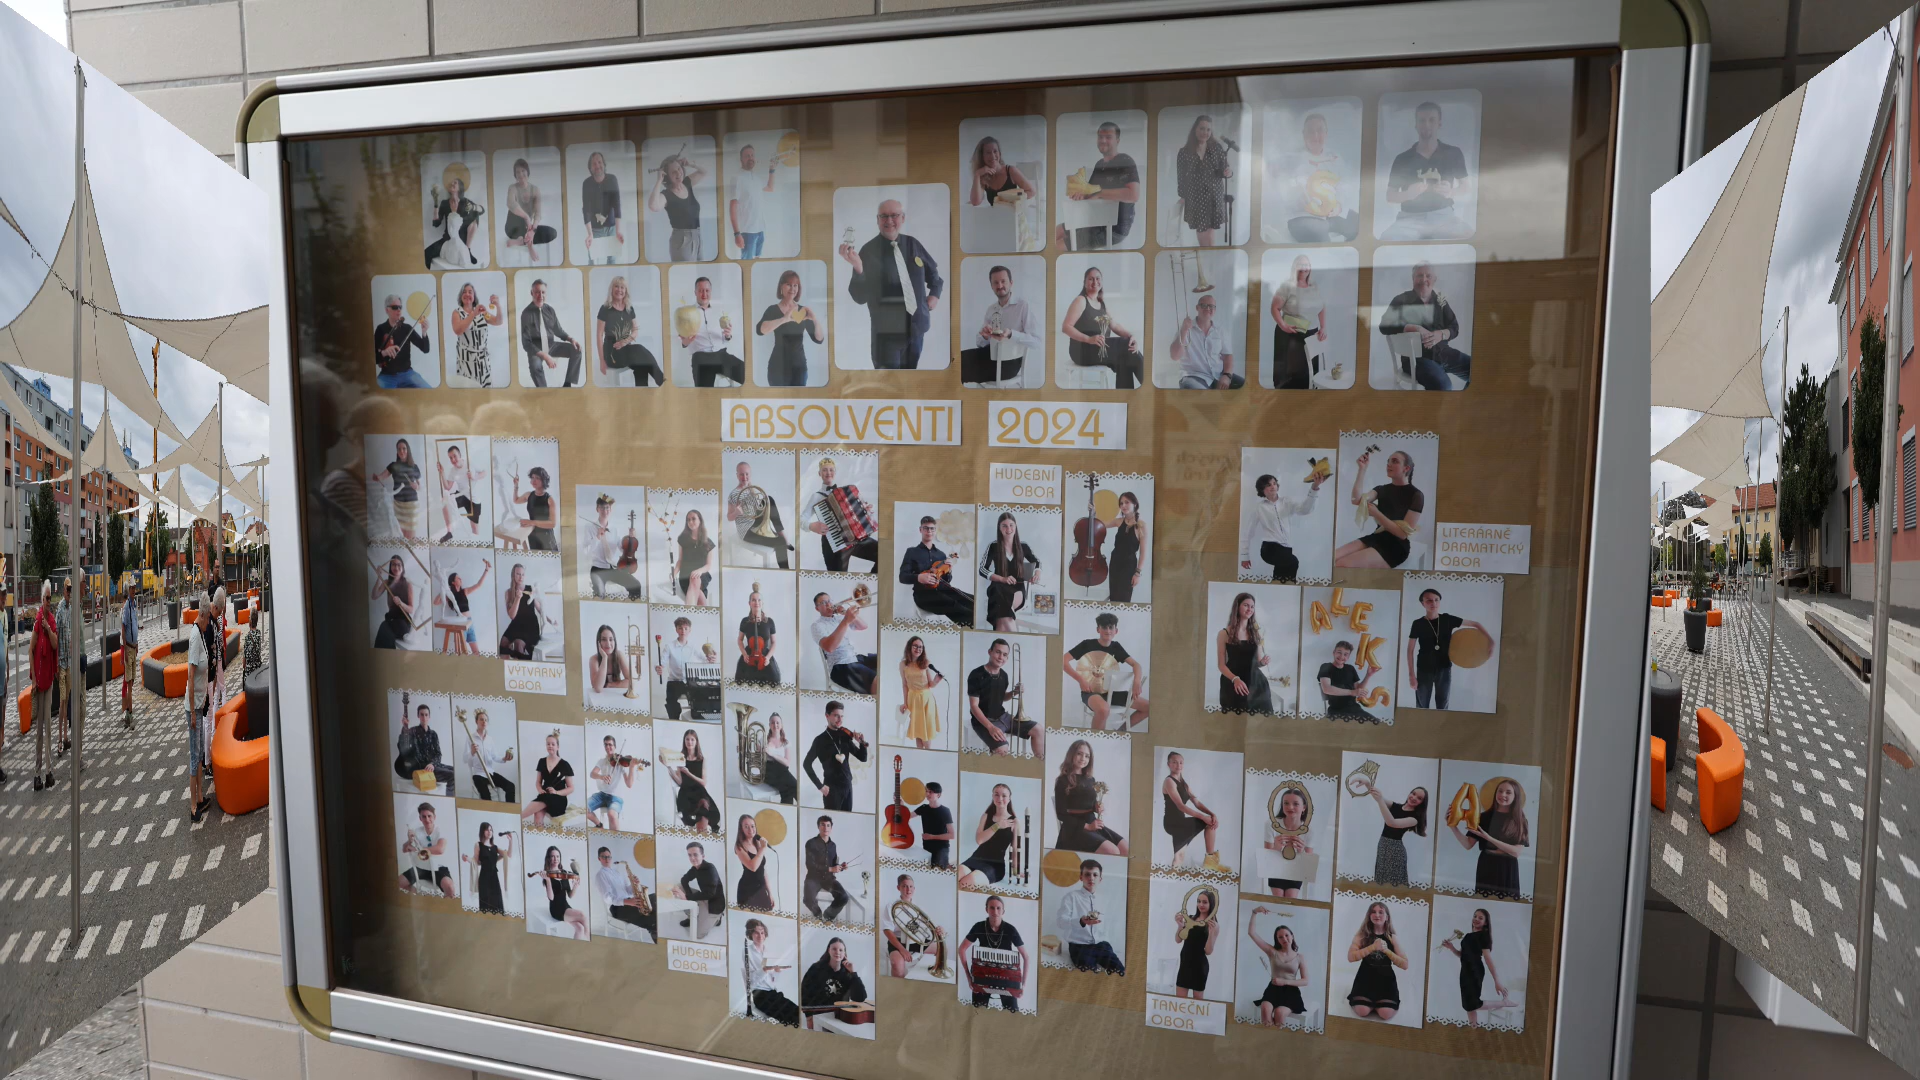 ABSOLVENTI 2024
HUDEBNÍ
OBOR
LITERÁRNĚ
DRAMATICKÝ
OBOR
ALEKS
VÝTVARNÝ
OBOR
S
A
HUDEBNÍ
OBOR
TANEČNÍ
OBOR